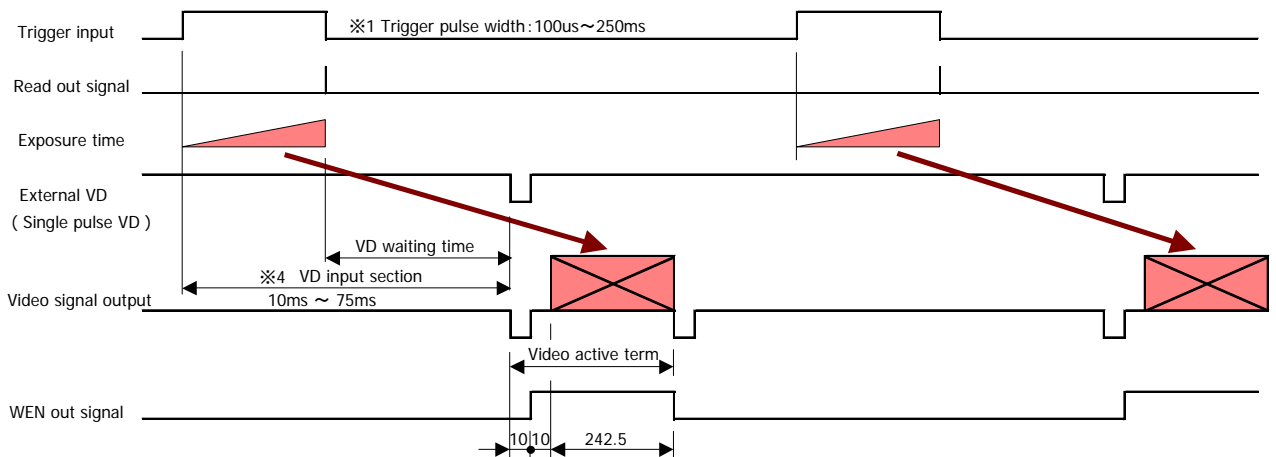 Trigger input
※1 Trigger pulse width:100us～250ms
Read out signal
Exposure time
External VD
( Single pulse VD )
VD waiting time
※4 VD input section
10ms ～ 75ms
Video signal output
Video active term
WEN out signal
10 10 242.5